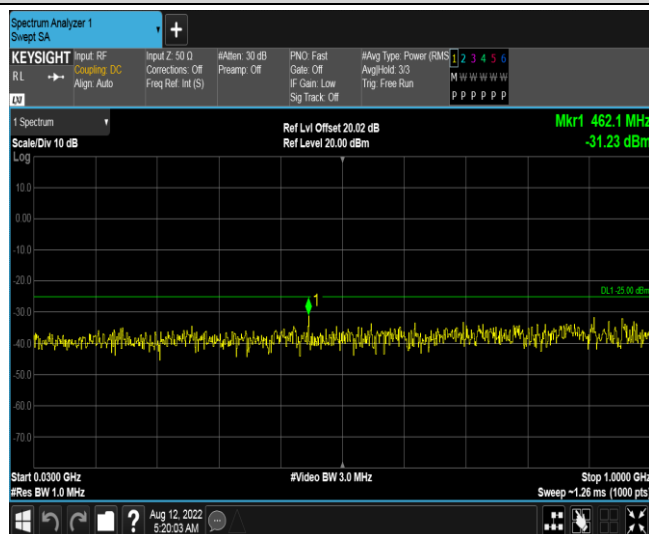 Spectrum Analyzer 1
Swept SA
+
KEYSIGHT Input: RF Input Z: 50 Ω #Atten: 30 dB PNO: Fast #Avg Type: Power (RMS 1 2 3 4 5 6
RL Coupling: DC Corrections: Off Preamp: Off Gate: Off Avg|Hold: 3/3 M W W W W W
Align: Auto Freq Ref: Int (S) IF Gain: Low Trig: Free Run
LXI Sig Track: Off P P P P P P
1 Spectrum Ref Lvl Offset 20.02 dB Mkr1 462.1 MHz
Scale/Div 10 dB Ref Level 20.00 dBm -31.23 dBm
Log
10.0
0.00
-10.0
-20.0
DL1 -25.00 dBm
1
-30.0
-40.0
-50.0
-60.0
-70.0
Start 0.0300 GHz #Video BW 3.0 MHz Stop 1.0000 GHz
#Res BW 1.0 MHz Sweep ~1.26 ms (1000 pts)
? Aug 12, 2022
5:20:03 AM